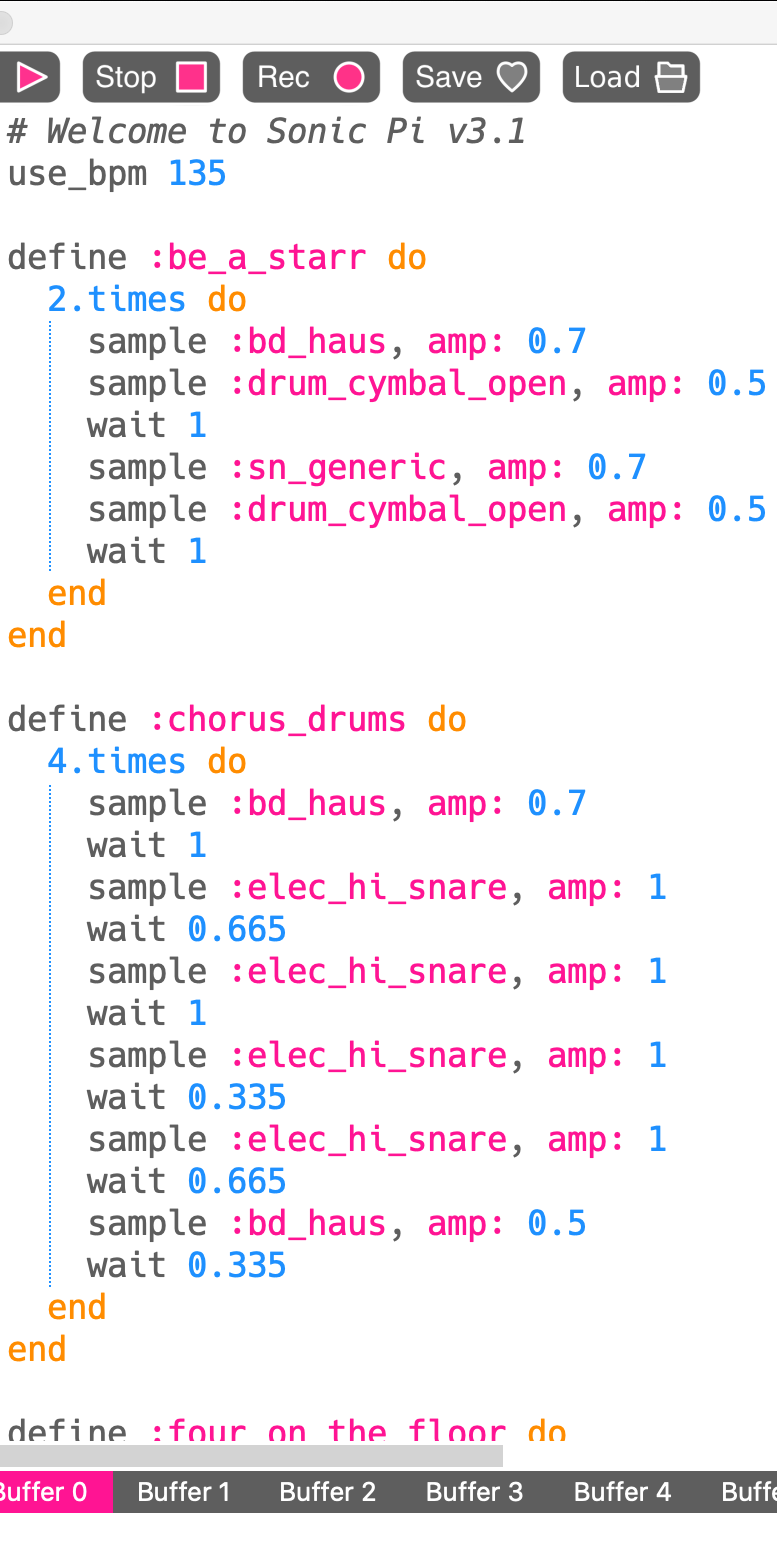 Stop Rec Save Load
# Welcome to Sonic Pi v3.1
use_bpm 135
define :be_a_starr do
2.times do
sample :bd_haus, amp: 0.7
sample :drum_cymbal_open, amp: 0.5
wait 1
sample :sn_generic, amp: 0.7
sample :drum_cymbal_open, amp: 0.5
wait 1
end
end
define :chorus_drums do
4.times do
sample :bd_haus, amp: 0.7
wait 1
sample :elec_hi_snare, amp: 1
wait 0.665
sample :elec_hi_snare, amp: 1
wait 1
sample :elec_hi_snare, amp: 1
wait 0.335
sample :elec_hi_snare, amp: 1
wait 0.665
sample :bd_haus, amp: 0.5
wait 0.335
end
end
define :four_on_the_floor do
Buffer 0 Buffer 1 Buffer 2 Buffer 3 Buffer 4